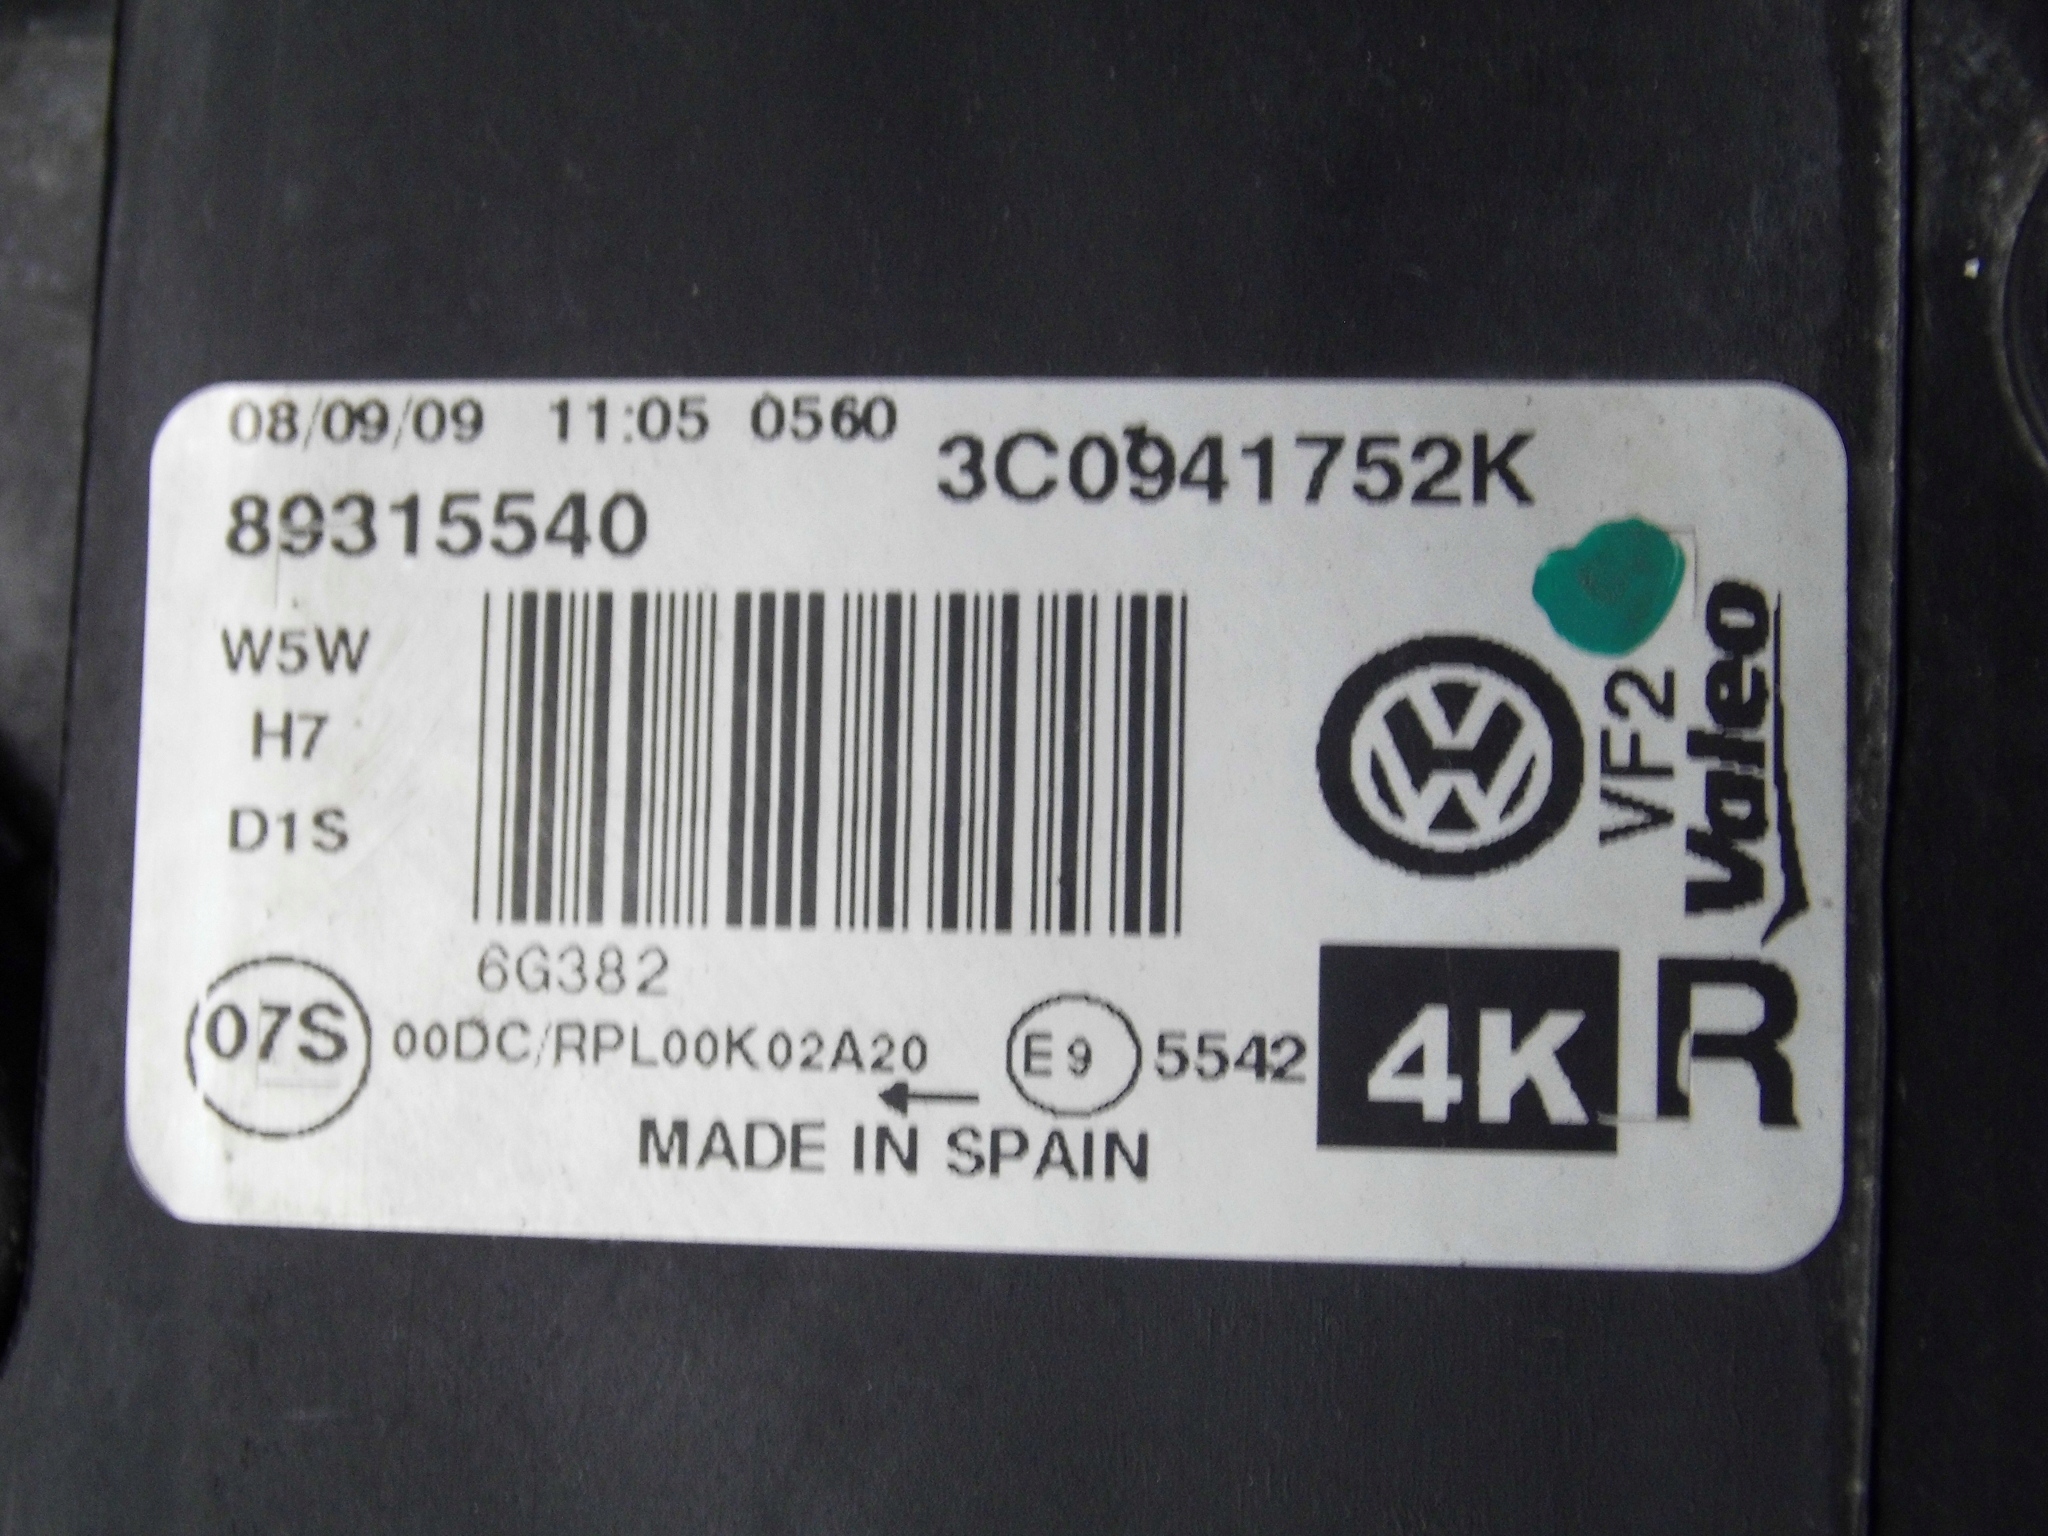 08/09/09 11:05 0560
3C0941752K
89315540
W5W
H7
D1S
6G382
07S
00DC/RPL00K02A20
E9
5542
MADE IN SPAIN
VF2
Valeo
4K
R